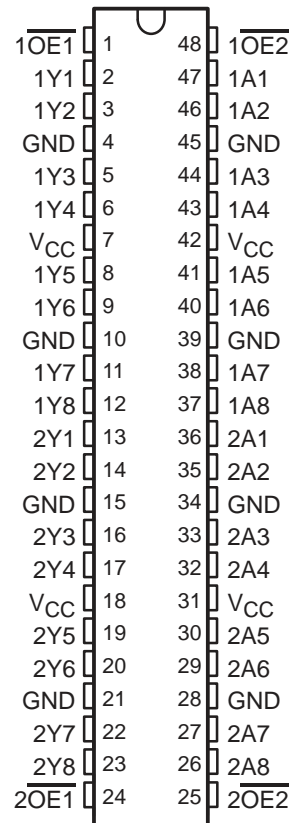 1OE1 1 48 1OE2
1Y1 2 47 1A1
1Y2 3 46 1A2
GND 4 45 GND
1Y3 5 44 1A3
1Y4 6 43 1A4
VCC 7 42 VCC
1Y5 8 41 1A5
1Y6 9 40 1A6
GND 10 39 GND
1Y7 11 38 1A7
1Y8 12 37 1A8
2Y1 13 36 2A1
2Y2 14 35 2A2
GND 15 34 GND
2Y3 16 33 2A3
2Y4 17 32 2A4
VCC 18 31 VCC
2Y5 19 30 2A5
2Y6 20 29 2A6
GND 21 28 GND
2Y7 22 27 2A7
2Y8 23 26 2A8
2OE1 24 25 2OE2